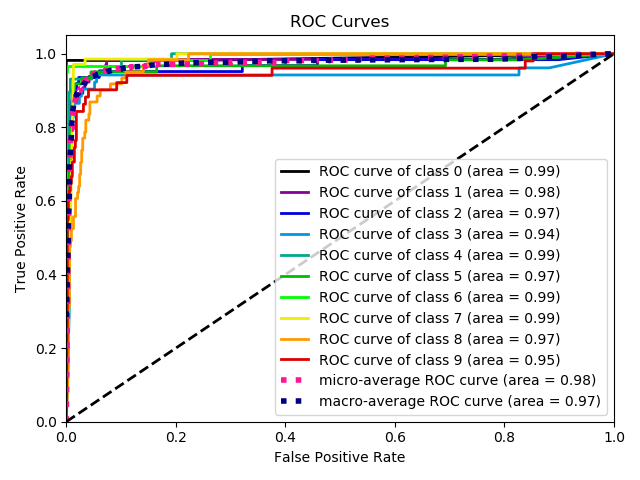 ROC Curves
1.0
0.8
0.6
0.4
0.2
0.0
True Positive Rate
ROC curve of class 0 (area = 0.99)
ROC curve of class 1 (area = 0.98)
ROC curve of class 2 (area = 0.97)
ROC curve of class 3 (area = 0.94)
ROC curve of class 4 (area = 0.99)
ROC curve of class 5 (area = 0.97)
ROC curve of class 6 (area = 0.99)
ROC curve of class 7 (area = 0.99)
ROC curve of class 8 (area = 0.97)
ROC curve of class 9 (area = 0.95)
micro-average ROC curve (area = 0.98)
macro-average ROC curve (area = 0.97)
0.0 0.2 0.4 0.6 0.8 1.0
False Positive Rate